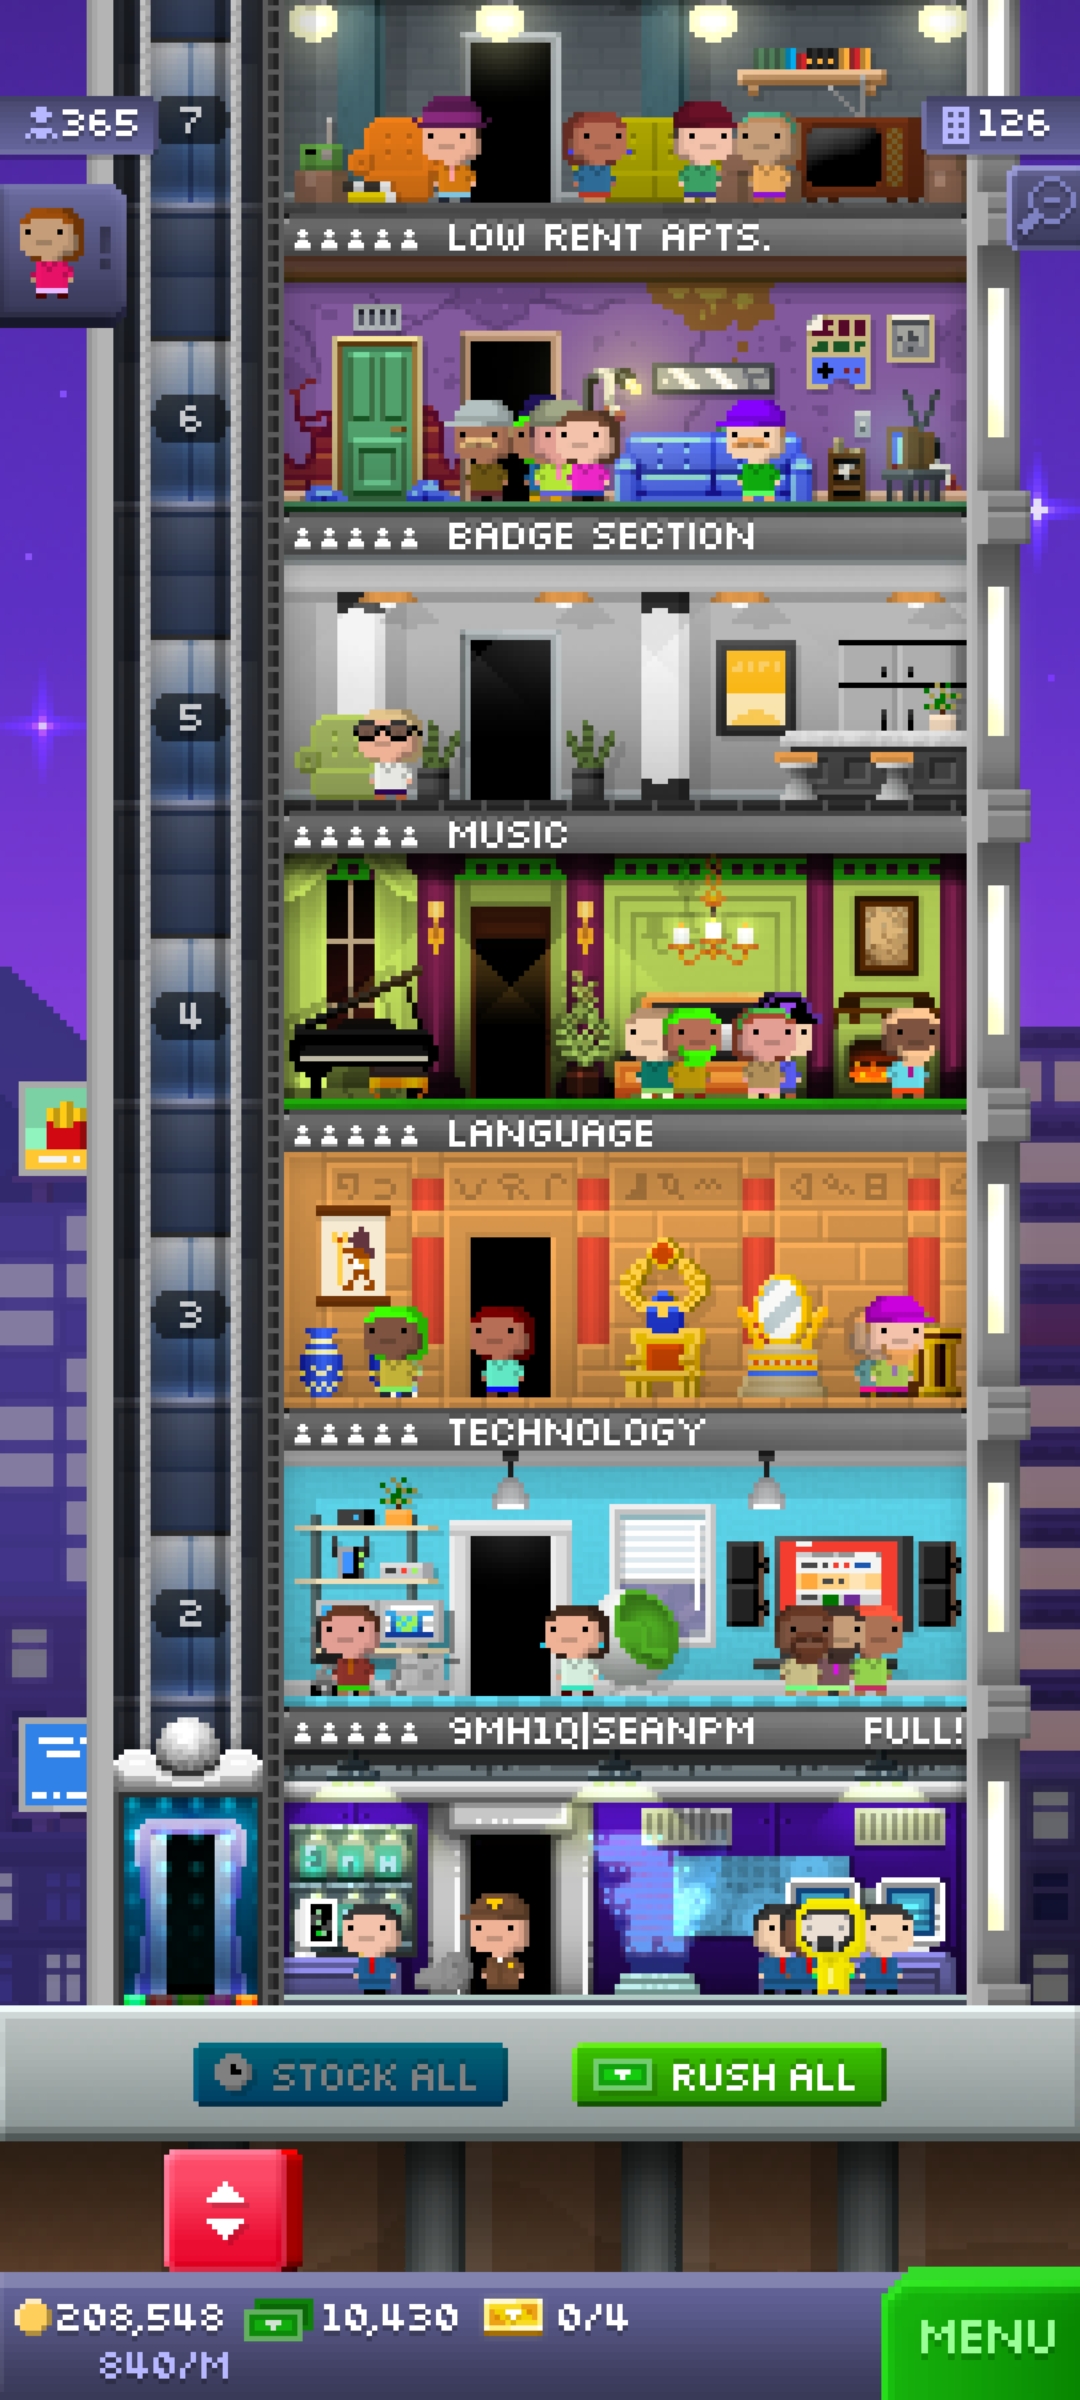 7
365
126
LOW RENT APTS.
6
BADGE SECTION
5
MUSIC
4
LANGUAGE
3
TECHNOLOGY
2
9MH1Q|SEANPM FULL!
STOCK ALL
RUSH ALL
208,548 10,430 0/4
840/M
MENU